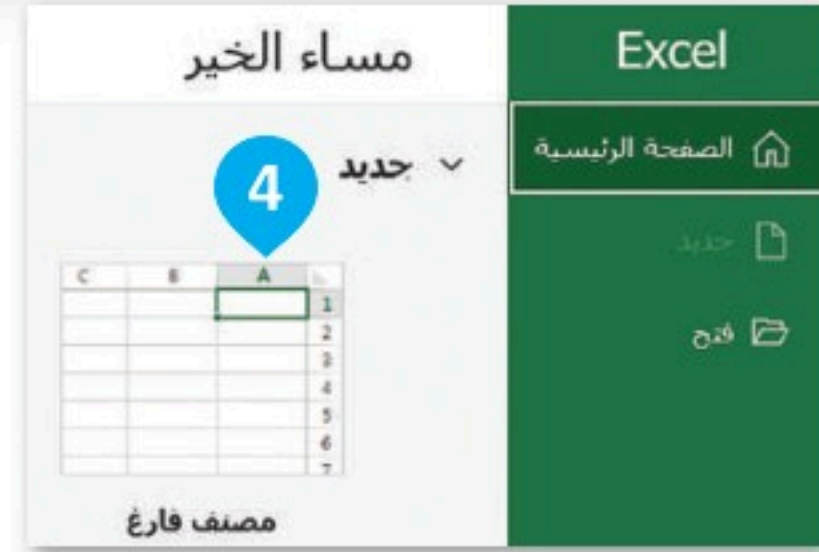 Excel
الصفحة الرئيسية
جديد
فتح
مساء الخير
جديد
4
A B C
1
2
3
4
5
6
7
مصنف فارغ